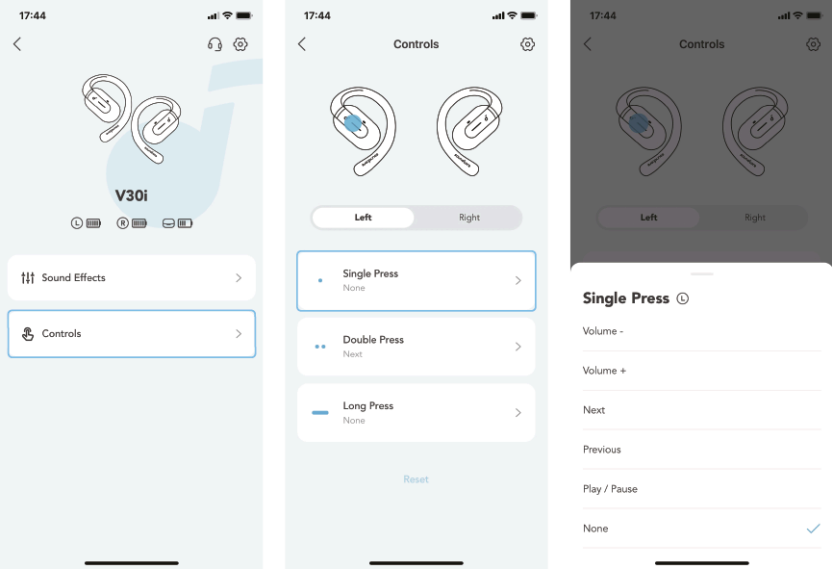 17:44
V30i
L
R
Sound Effects
Controls
17:44
Controls
Left Right
Single Press
None
Double Press
Next
Long Press
None
Reset
17:44
Controls
Left Right
Single Press L
Volume -
Volume +
Next
Previous
Play / Pause
None